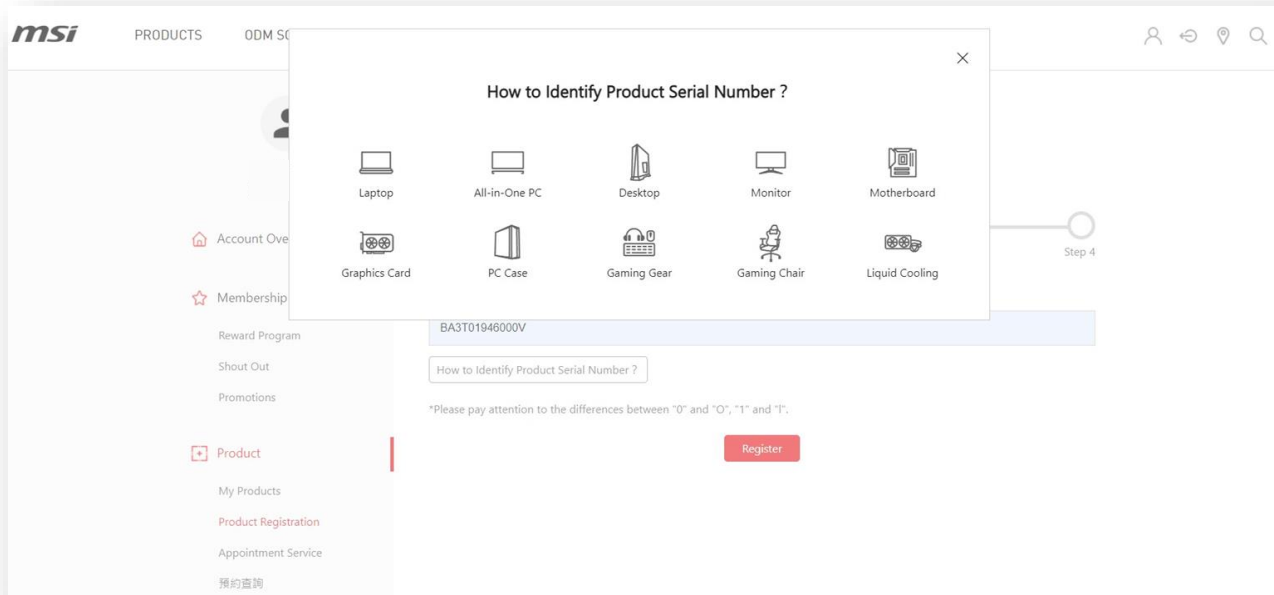 msi
PRODUCTS
ODM SO
How to Identify Product Serial Number ?
Laptop
All-in-One PC
Desktop
Monitor
Motherboard
Graphics Card
PC Case
Gaming Gear
Gaming Chair
Liquid Cooling
Account Ove
Membership
Reward Program
Shout Out
Promotions
Product
My Products
Product Registration
Appointment Service
預約查詢
Step 4
BA3T01946000V
How to Identify Product Serial Number ?
*Please pay attention to the differences between "0" and "O", "1" and "l".
Register